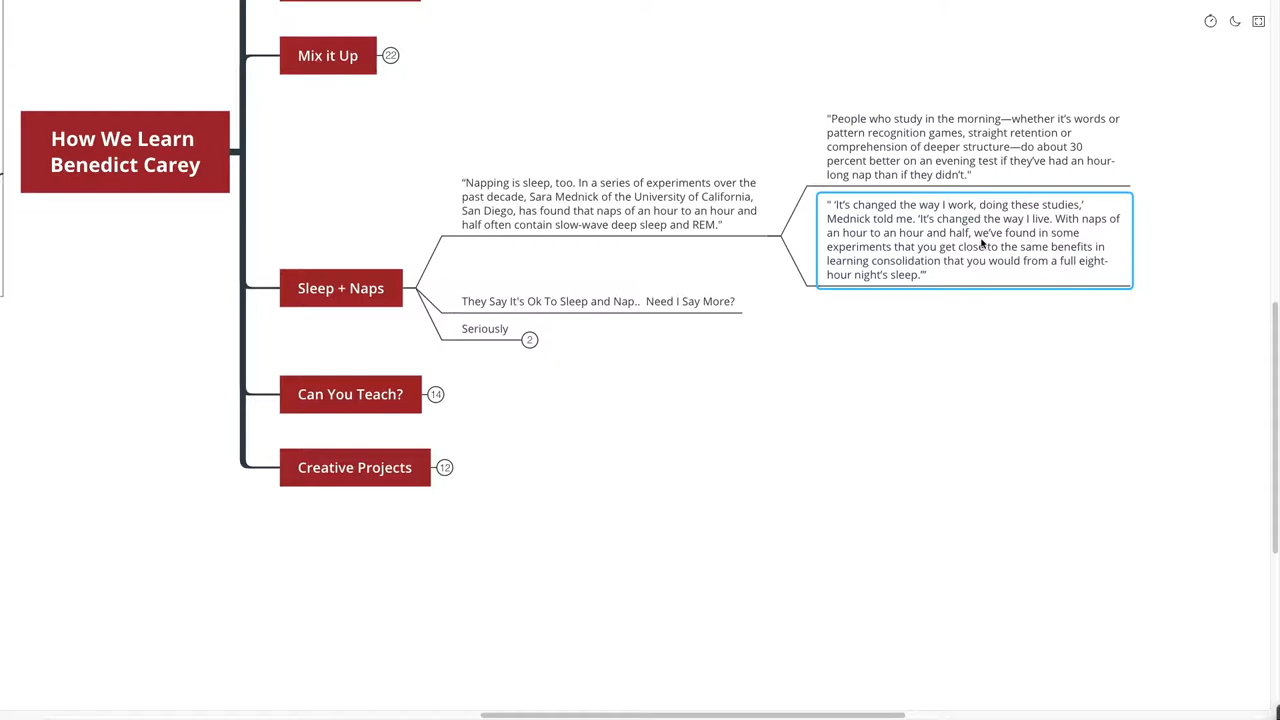 Mix it Up
22
How We Learn
Benedict Carey
"People who study in the morning—whether it’s words or
pattern recognition games, straight retention or
comprehension of deeper structure—do about 30
percent better on an evening test if they’ve had an hour-
long nap than if they didn’t."
“Napping is sleep, too. In a series of experiments over the
past decade, Sara Mednick of the University of California,
San Diego, has found that naps of an hour to an hour and
half often contain slow-wave deep sleep and REM."
" ‘It’s changed the way I work, doing these studies,’
Mednick told me. ‘It’s changed the way I live. With naps of
an hour to an hour and half, we’ve found in some
experiments that you get close to the same benefits in
learning consolidation that you would from a full eight-
hour night’s sleep.’”
Sleep + Naps
They Say It's Ok To Sleep and Nap..  Need I Say More?
Seriously
2
Can You Teach?
14
Creative Projects
12